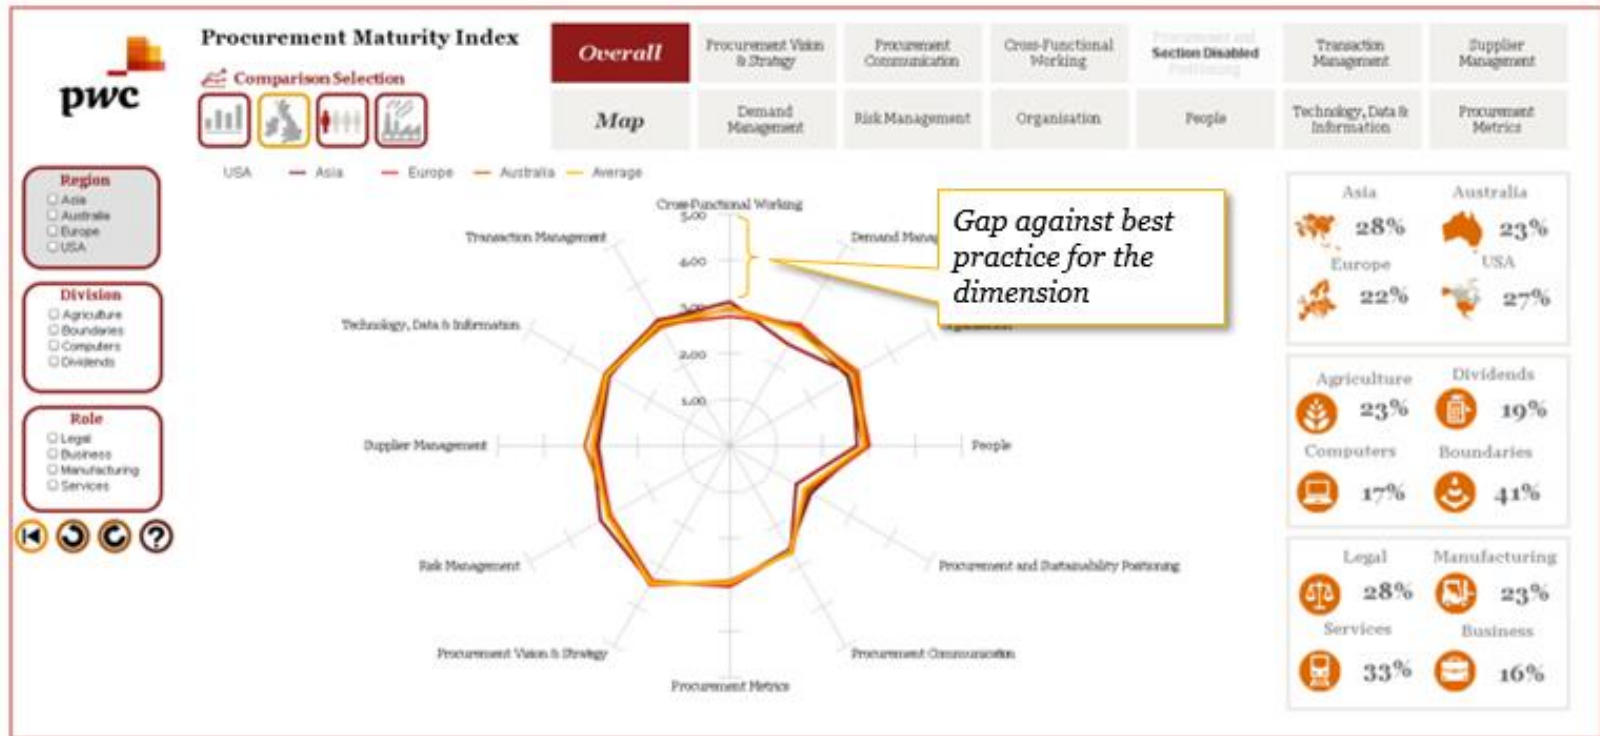 pwc
Procurement Maturity Index
Comparison Selection
Overall
Procurement Vision
& Strategy
Procurement
Communication
Cross-Functional
Working
Procurement and
Section Disabled
Positioning
Transaction
Management
Supplier
Management
Map
Demand
Management
Risk Management
Organisation
People
Technology, Data &
Information
Procurement
Metrics
Region
Asia
Australia
Europe
USA
Division
Agriculture
Boundaries
Computers
Dividends
Role
Legal
Business
Manufacturing
Services
?
USA Asia Europe Australia Average
Cross-Functional Working
5.00
4.00
2.00
1.00
Transaction Management
Demand
Technology, Data & Information
Supplier Management
People
Risk Management
Procurement and Sustainability Positioning
Procurement Vision & Strategy
Procurement Communication
Procurement Metrics
Gap against best
practice for the
dimension
Asia Australia
28% 23%
Europe USA
22% 27%
Agriculture Dividends
23% 19%
Computers Boundaries
17% 41%
Legal Manufacturing
28% 23%
Services Business
33% 16%